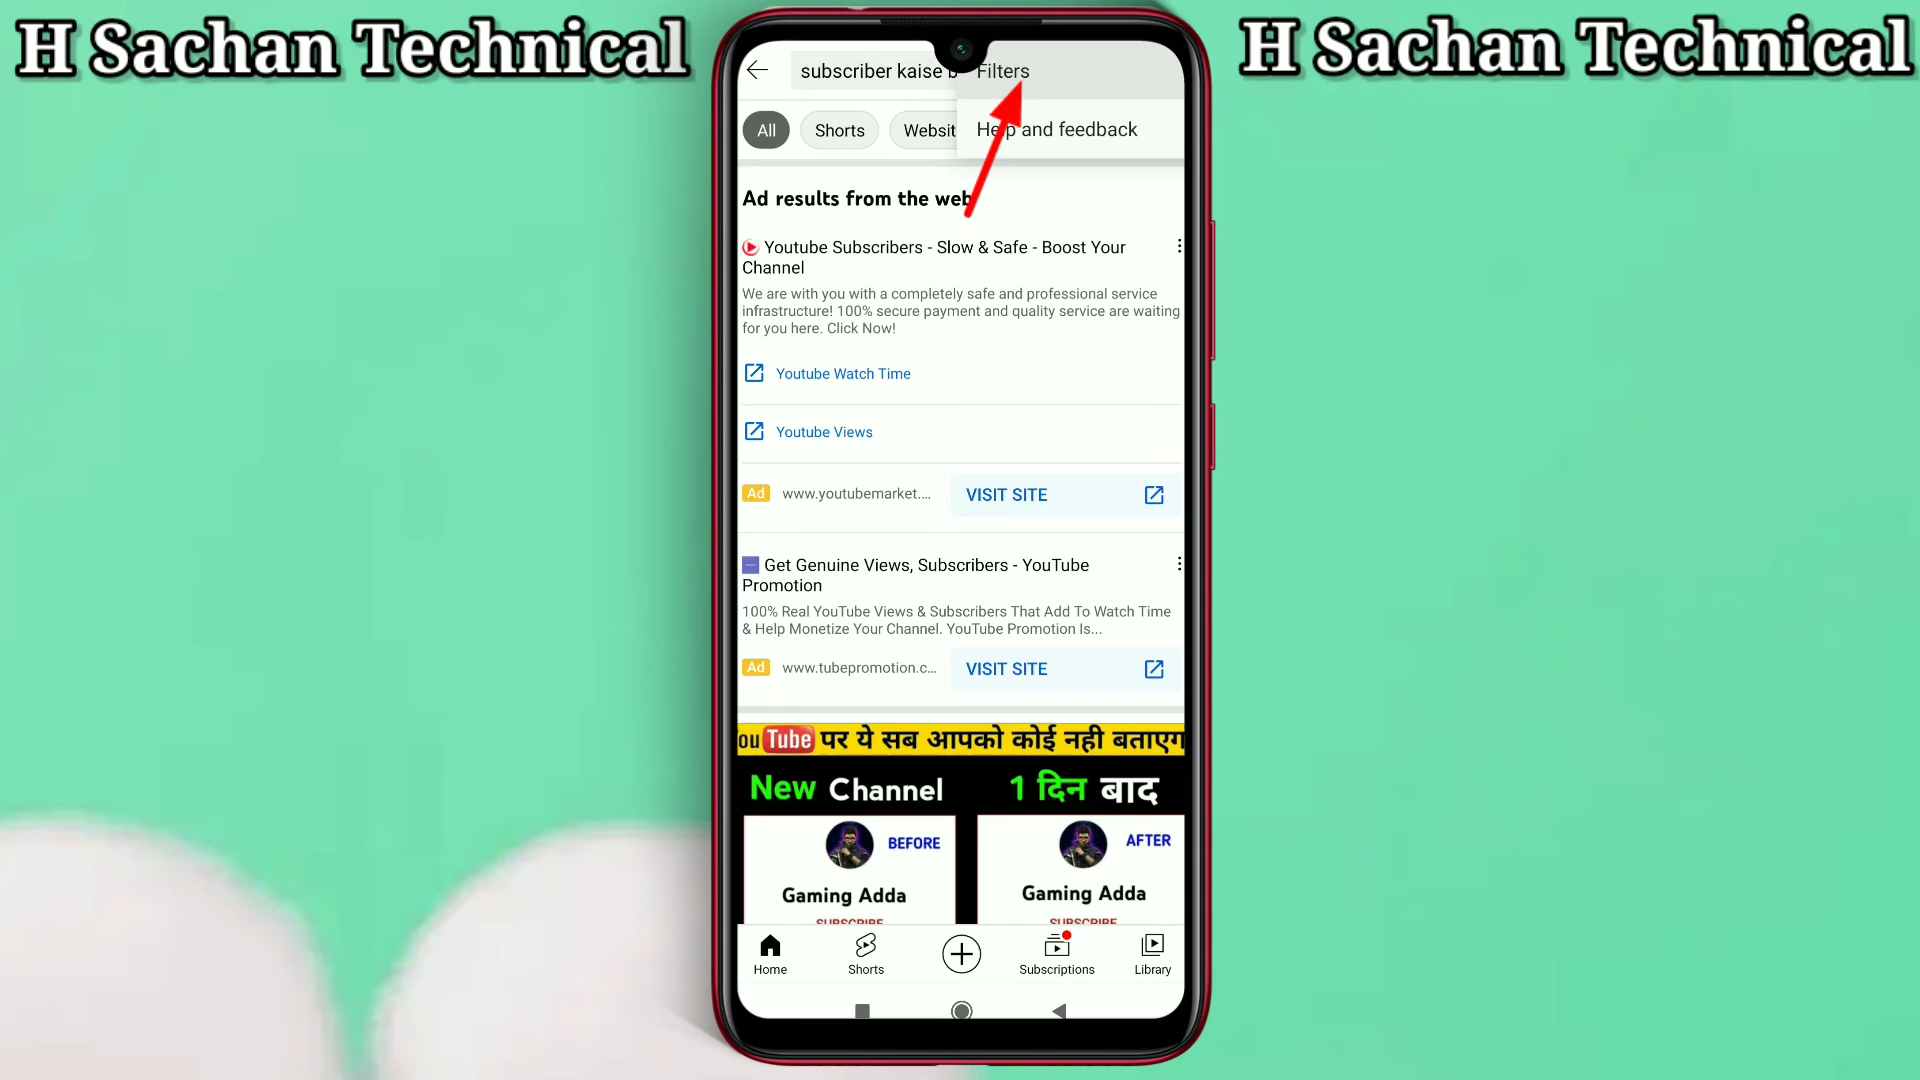 H Sachan Technical
H Sachan Technical
subscriber kaise
Filters
All
Shorts
Websit
Help and feedback
Ad results from the web
Youtube Subscribers - Slow & Safe - Boost Your
Channel
We are with you with a completely safe and professional service
infrastructure! 100% secure payment and quality service are waiting
for you here. Click Now!
Youtube Watch Time
Youtube Views
Ad
www.youtubemarket....
VISIT SITE
Get Genuine Views, Subscribers - YouTube
Promotion
100% Real YouTube Views & Subscribers That Add To Watch Time
& Help Monetize Your Channel. YouTube Promotion Is...
Ad
www.tubepromotion.c...
VISIT SITE
ou Tube पर ये सब आपको कोई नही बताएग
New Channel
1 दिन बाद
BEFORE
AFTER
Gaming Adda
Gaming Adda
SUBSCRIBE
SUBSCRIBE
Home
Shorts
Subscriptions
Library